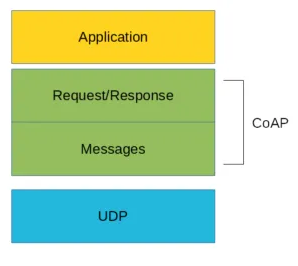 Application
Request/Response
CoAP
Messages
UDP